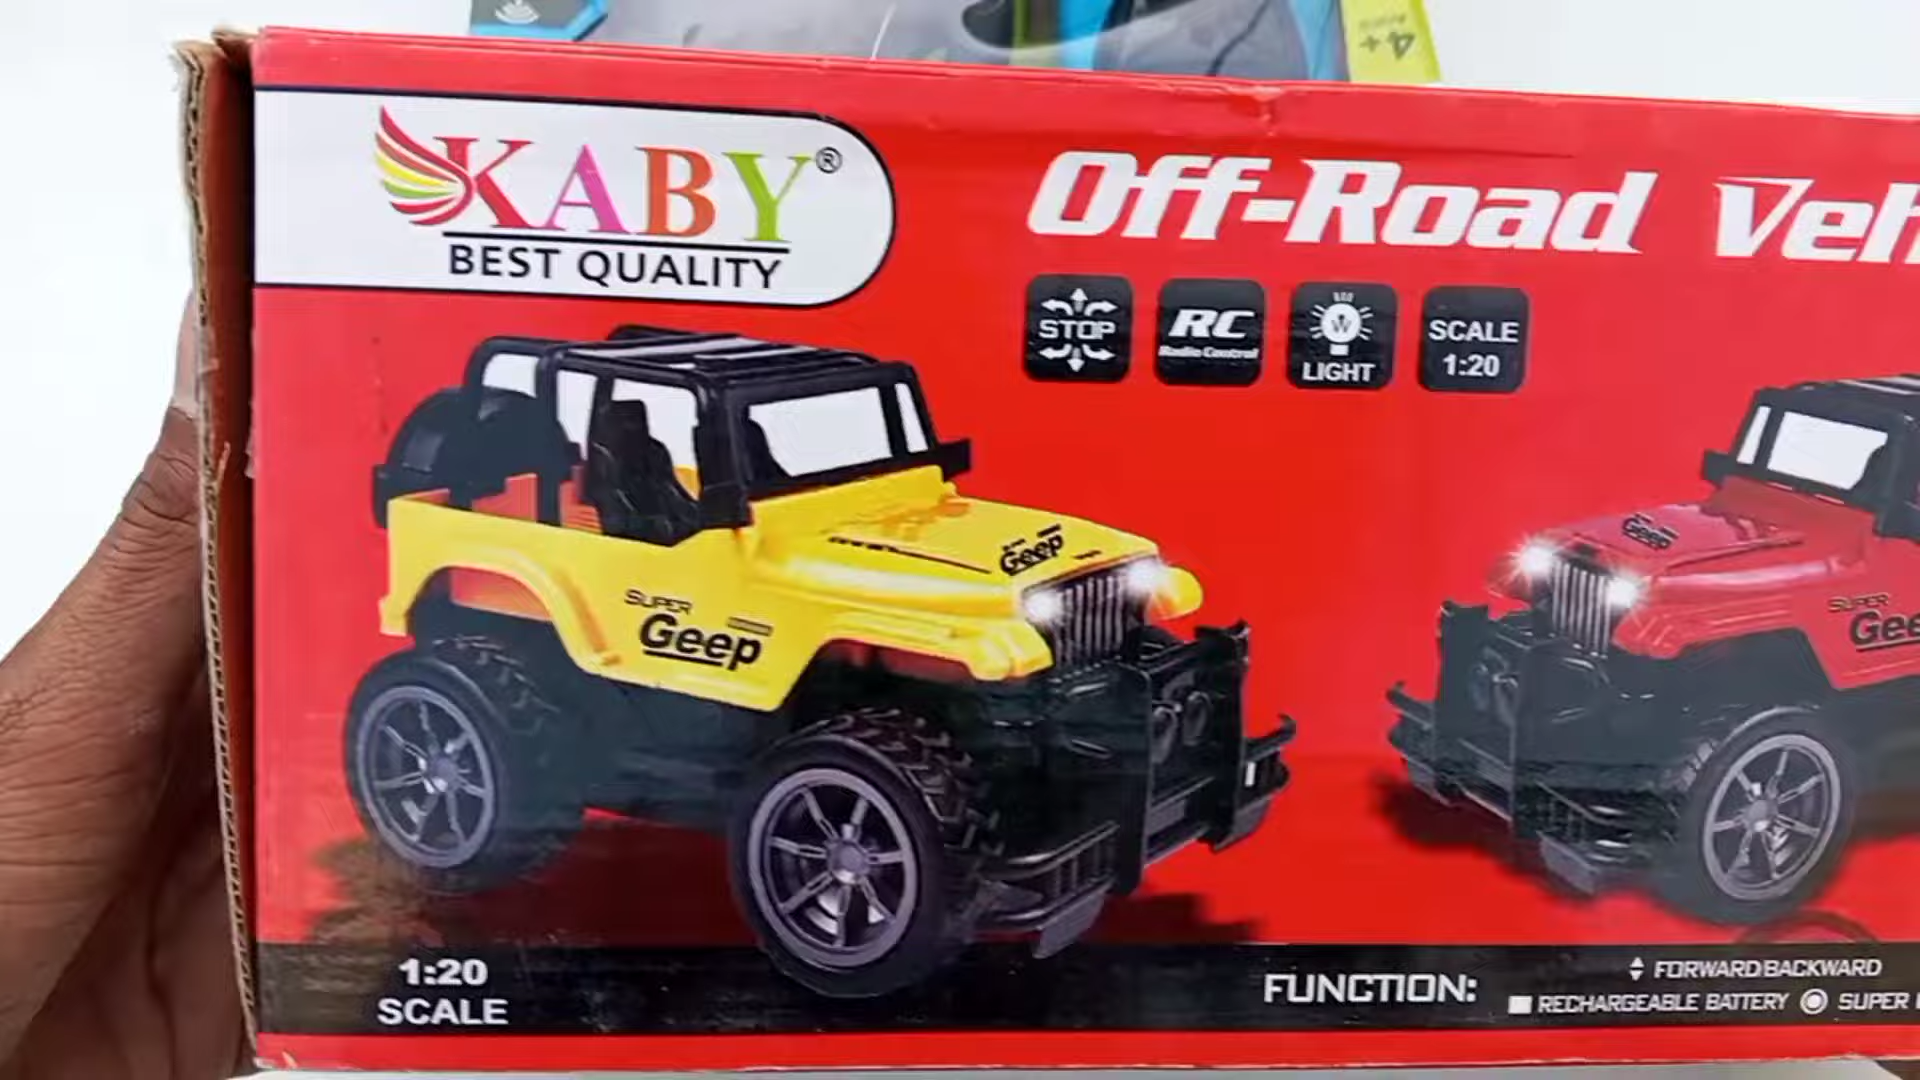 4+
KABY®
BEST QUALITY
Off-Road
STOP
RC
Radio Control
LIGHT
SCALE
1:20
Geep
SUPER
Geep
Geep
SUPER
1:20
SCALE
FUNCTION:
FORWARD/BACKWARD
RECHARGEABLE BATTERY
SUPER